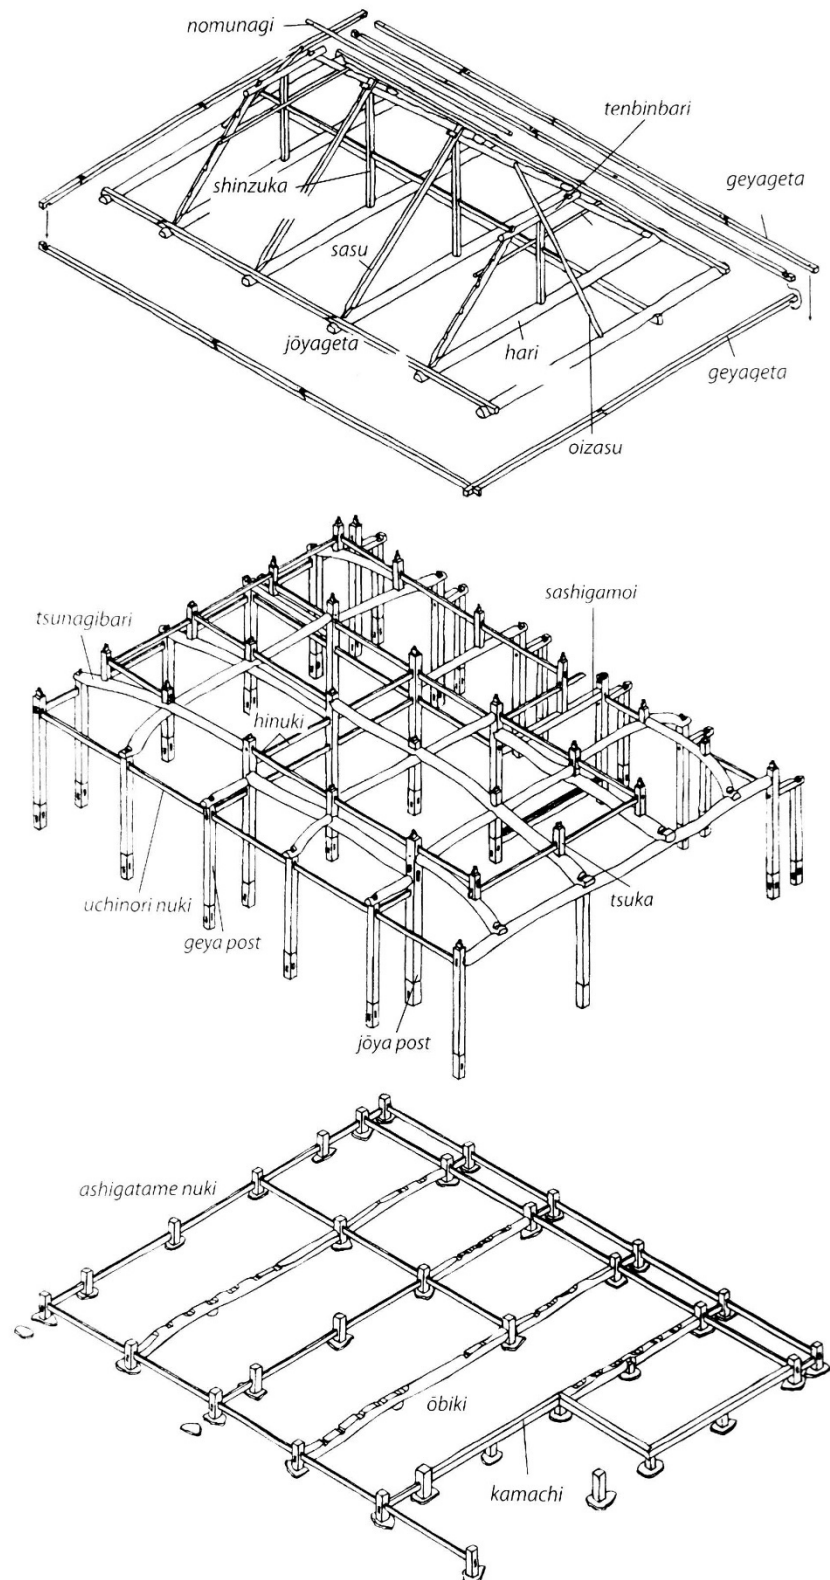 nomunagi
tenbinbari
shinzuka
geyageta
sasu
jōyageta
hari
geyageta
oizasu
sashigamoi
tsunagibari
hinuki
uchinori nuki
tsuka
geya post
jōya post
ashigatame nuki
ōbiki
kamachi